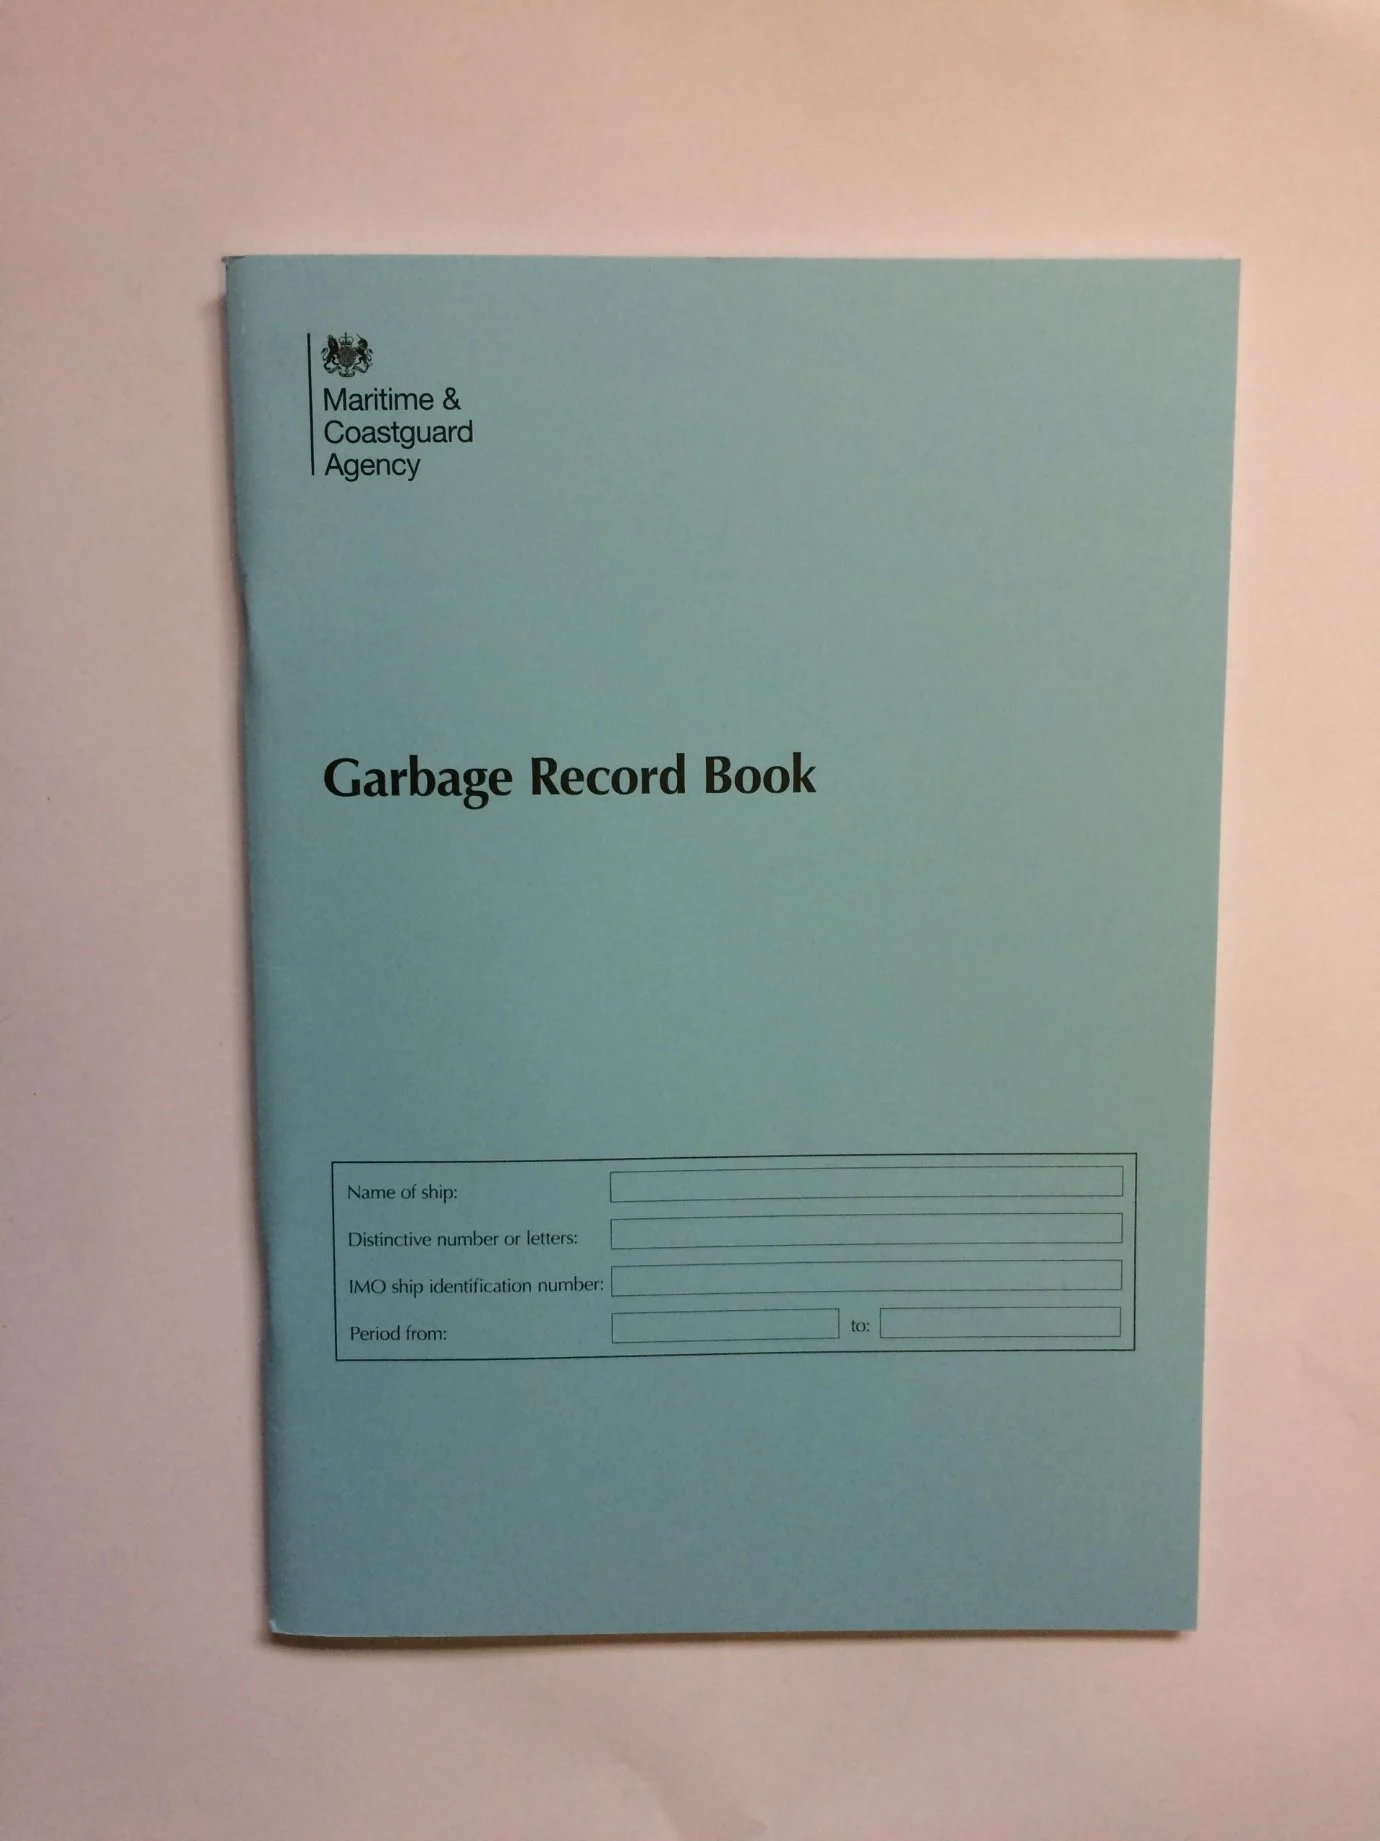 Maritime &
Coastguard
Agency
Garbage Record Book
Name of ship:
Distinctive number or letters:
IMO ship identification number:
Period from: to: